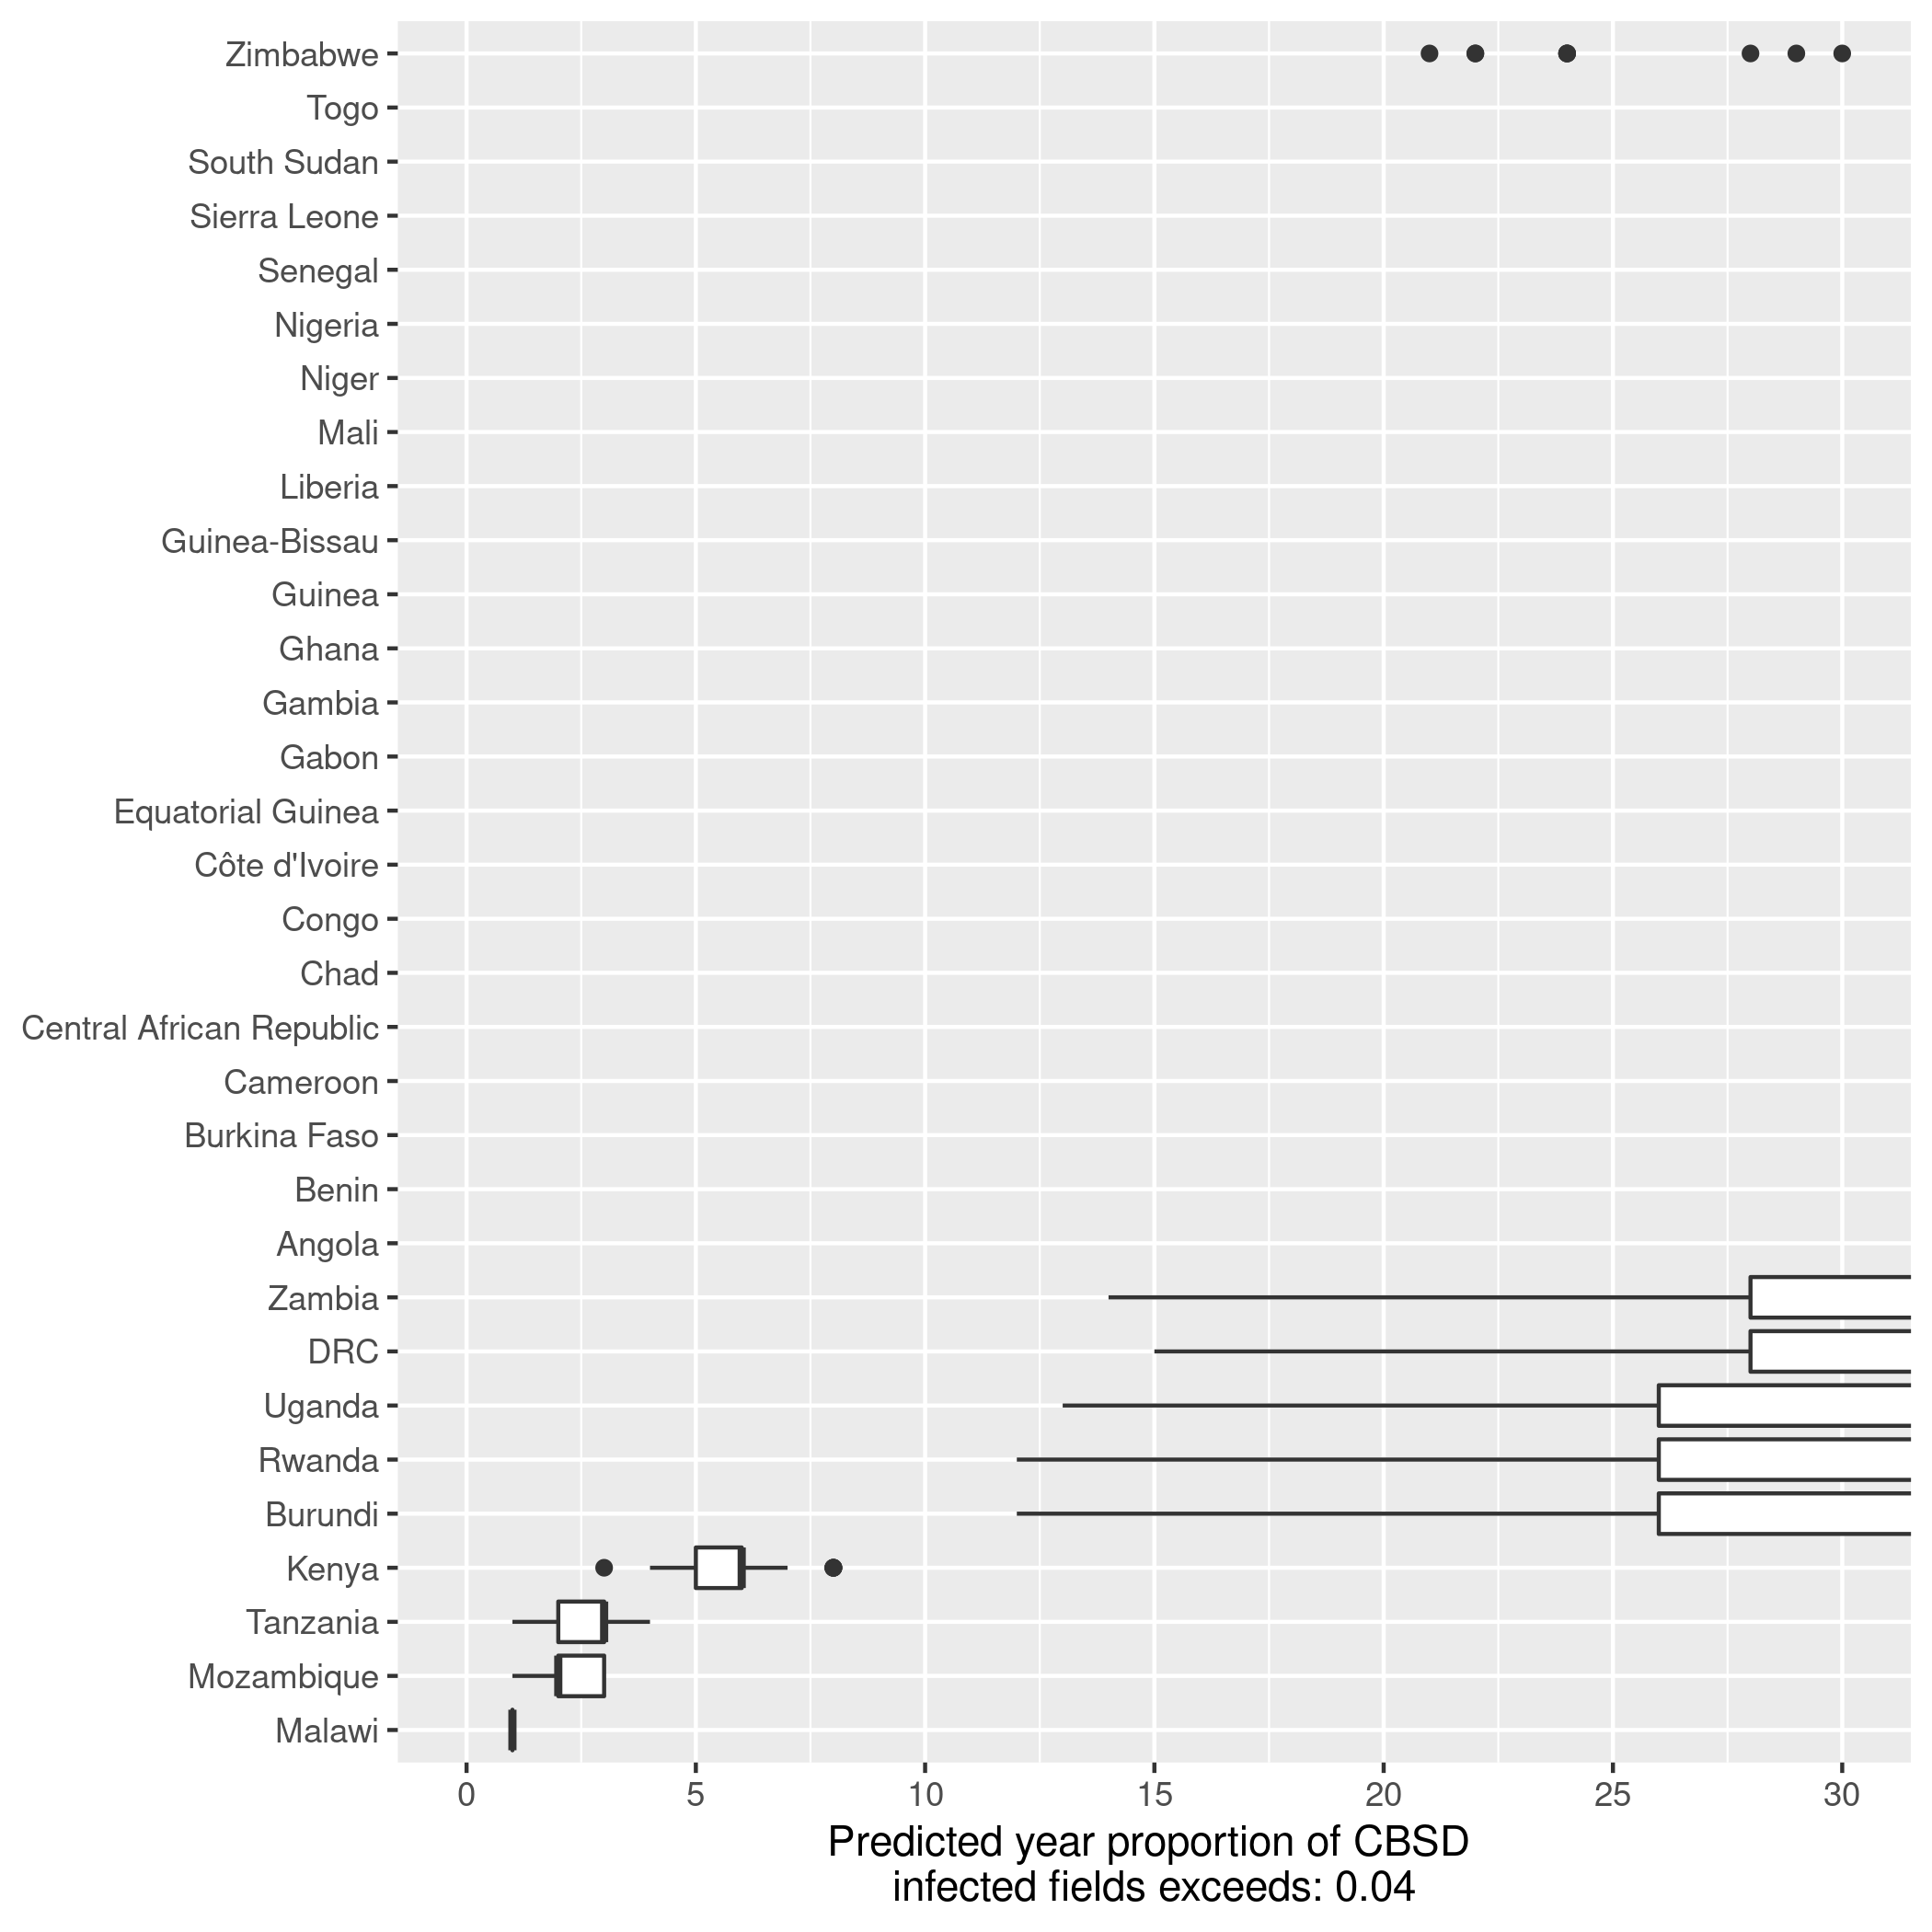 Zimbabwe
Togo
South Sudan
Sierra Leone
Senegal
Nigeria
Niger
Mali
Liberia
Guinea-Bissau
Guinea
Ghana
Gambia
Gabon
Equatorial Guinea
Côte d'Ivoire
Congo
Chad
Central African Republic
Cameroon
Burkina Faso
Benin
Angola
Zambia
DRC
Uganda
Rwanda
Burundi
Kenya
Tanzania
Mozambique
Malawi
0 5 10 15 20 25 30
Predicted year proportion of CBSD
infected fields exceeds: 0.04